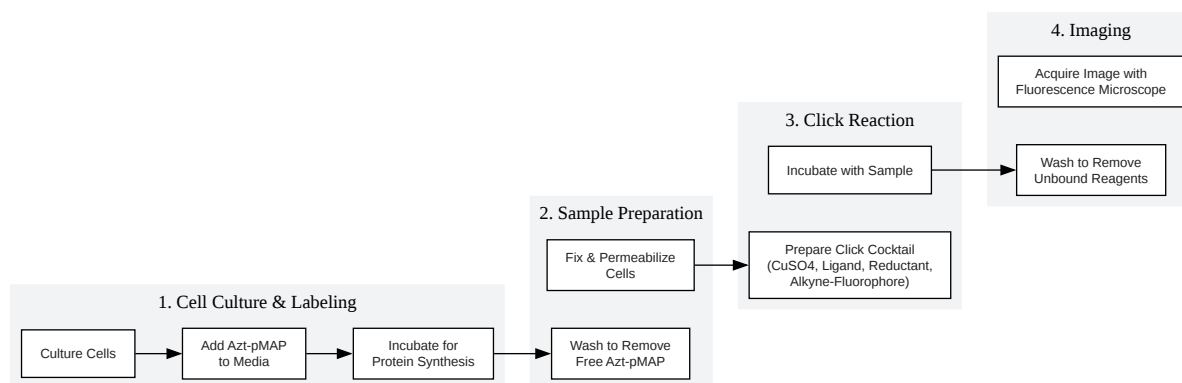 1. Cell Culture & Labeling
Culture Cells
Add Azt-pMAP
to Media
Incubate for
Protein Synthesis
2. Sample Preparation
Fix & Permeabilize
Cells
Wash to Remove
Free Azt-pMAP
3. Click Reaction
Incubate with Sample
Prepare Click Cocktail
(CuSO4, Ligand, Reductant,
Alkyne-Fluorophore)
4. Imaging
Acquire Image with
Fluorescence Microscope
Wash to Remove
Unbound Reagents